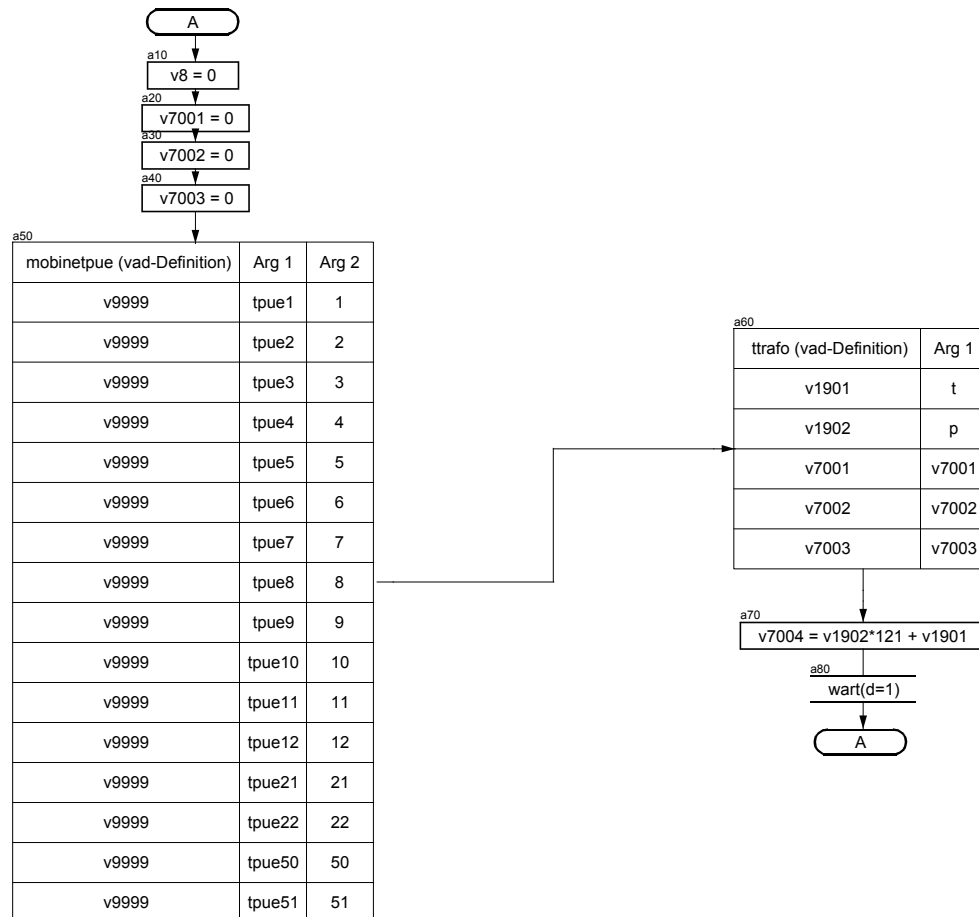 A
a10
v8 = 0
a20
v7001 = 0
a30
v7002 = 0
a40
v7003 = 0
a50
mobinetpue (vad-Definition) Arg 1 Arg 2
v9999 tpue1 1
v9999 tpue2 2
v9999 tpue3 3
v9999 tpue4 4
v9999 tpue5 5
v9999 tpue6 6
v9999 tpue7 7
v9999 tpue8 8
v9999 tpue9 9
v9999 tpue10 10
v9999 tpue11 11
v9999 tpue12 12
v9999 tpue21 21
v9999 tpue22 22
v9999 tpue50 50
v9999 tpue51 51
a60
ttrafo (vad-Definition) Arg 1
v1901 t
v1902 p
v7001 v7001
v7002 v7002
v7003 v7003
a70
v7004 = v1902*121 + v1901
a80
wart(d=1)
A